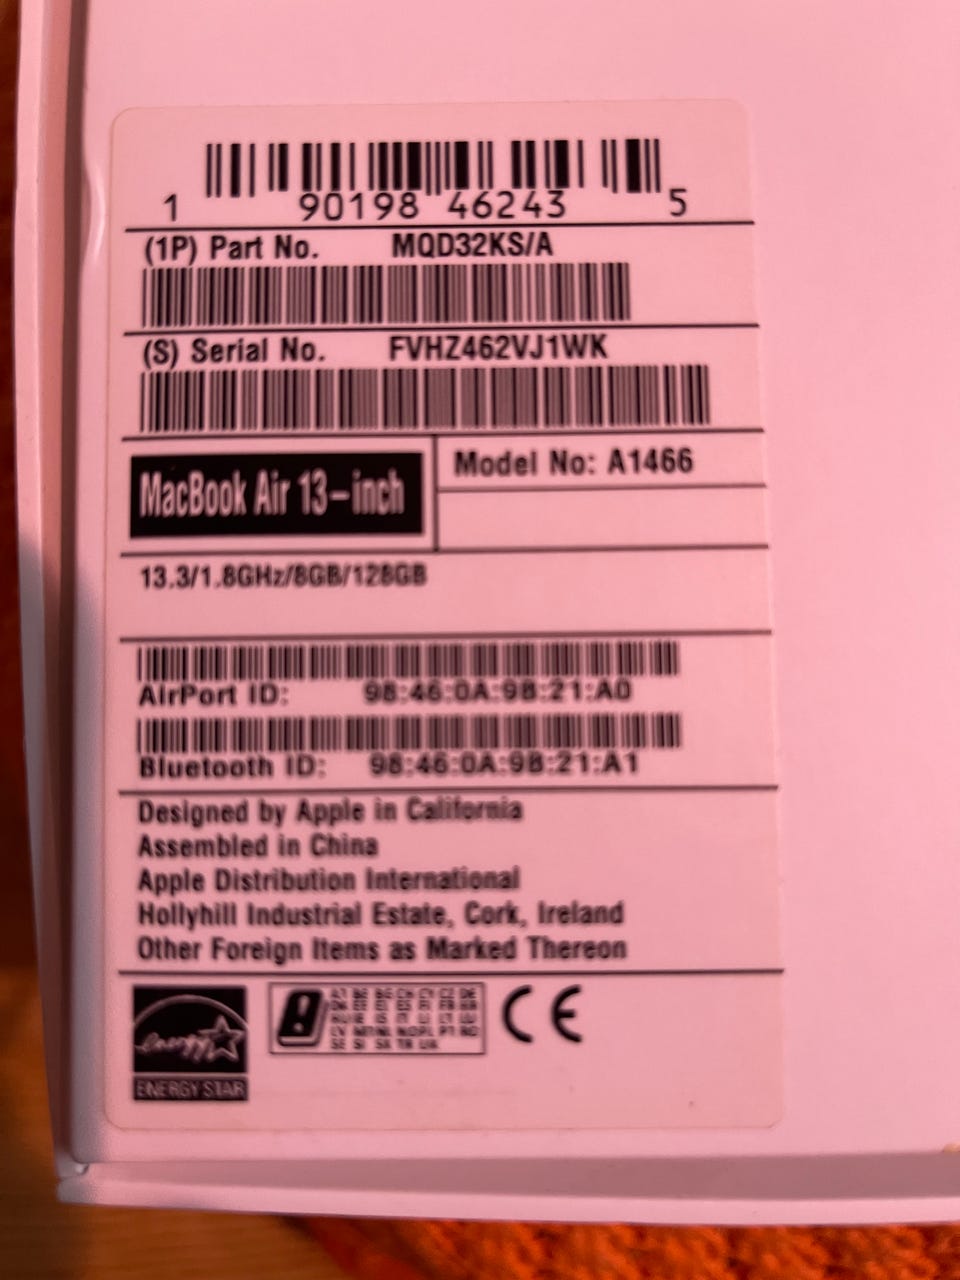 1 90198 46243 5
(1P) Part No. MQD32KS/A
(S) Serial No. FVHZ462VJ1WK
MacBook Air 13-inch
Model No: A1466
13.3/1.8GHz/8GB/128GB
AirPort ID: 98:46:0A:9B:21:A0
Bluetooth ID: 98:46:0A:9B:21:A1
Designed by Apple in California
Assembled in China
Apple Distribution International
Hollyhill Industrial Estate, Cork, Ireland
Other Foreign Items as Marked Thereon
energy
ENERGY STAR
CE